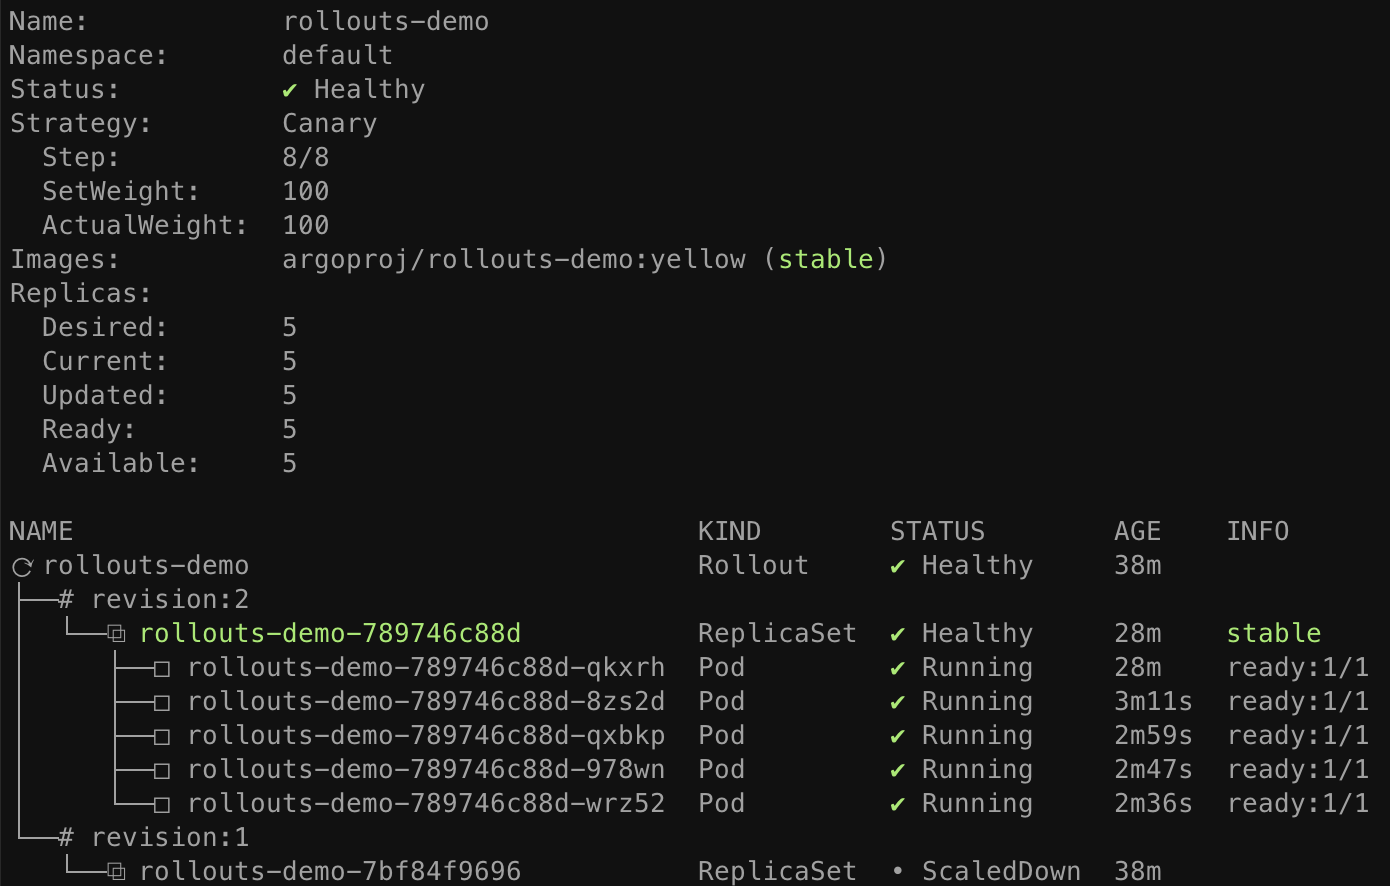 Name:            rollouts-demo
Namespace:       default
Status:          ✔ Healthy
Strategy:        Canary
  Step:          8/8
  SetWeight:     100
  ActualWeight:  100
Images:          argoproj/rollouts-demo:yellow (stable)
Replicas:
  Desired:       5
  Current:       5
  Updated:       5
  Ready:         5
  Available:     5

NAME                                       KIND        STATUS        AGE    INFO
⟳ rollouts-demo                            Rollout     ✔ Healthy     38m
├──# revision:2
│  └──⧉ rollouts-demo-789746c88d           ReplicaSet  ✔ Healthy     28m    stable
│     ├──□ rollouts-demo-789746c88d-qkxrh  Pod         ✔ Running     28m    ready:1/1
│     ├──□ rollouts-demo-789746c88d-8zs2d  Pod         ✔ Running     3m11s  ready:1/1
│     ├──□ rollouts-demo-789746c88d-qxbkp  Pod         ✔ Running     2m59s  ready:1/1
│     ├──□ rollouts-demo-789746c88d-978wn  Pod         ✔ Running     2m47s  ready:1/1
│     └──□ rollouts-demo-789746c88d-wrz52  Pod         ✔ Running     2m36s  ready:1/1
└──# revision:1
   └──⧉ rollouts-demo-7bf84f9696           ReplicaSet  • ScaledDown  38m